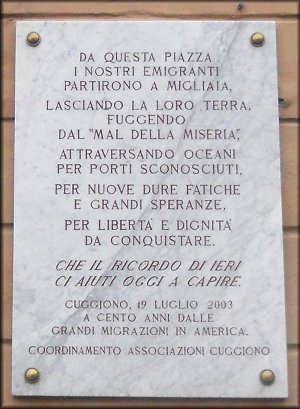 DA QUESTA PIAZZA
I NOSTRI EMIGRANTI
PARTIRONO A MIGLIAIA,
LASCIANDO LA LORO TERRA,
FUGGENDO
DAL "MAL DELLA MISERIA",
ATTRAVERSANDO OCEANI
PER PORTI SCONOSCIUTI,
PER NUOVE DURE FATICHE
E GRANDI SPERANZE,
PER LIBERTA' E DIGNITA'
DA CONQUISTARE.
CHE IL RICORDO DI IERI
CI AIUTI OGGI A CAPIRE.
CUGGIONO, 19 LUGLIO 2003
A CENTO ANNI DALLE
GRANDI MIGRAZIONI IN AMERICA.
COORDINAMENTO ASSOCIAZIONI CUGGIONO